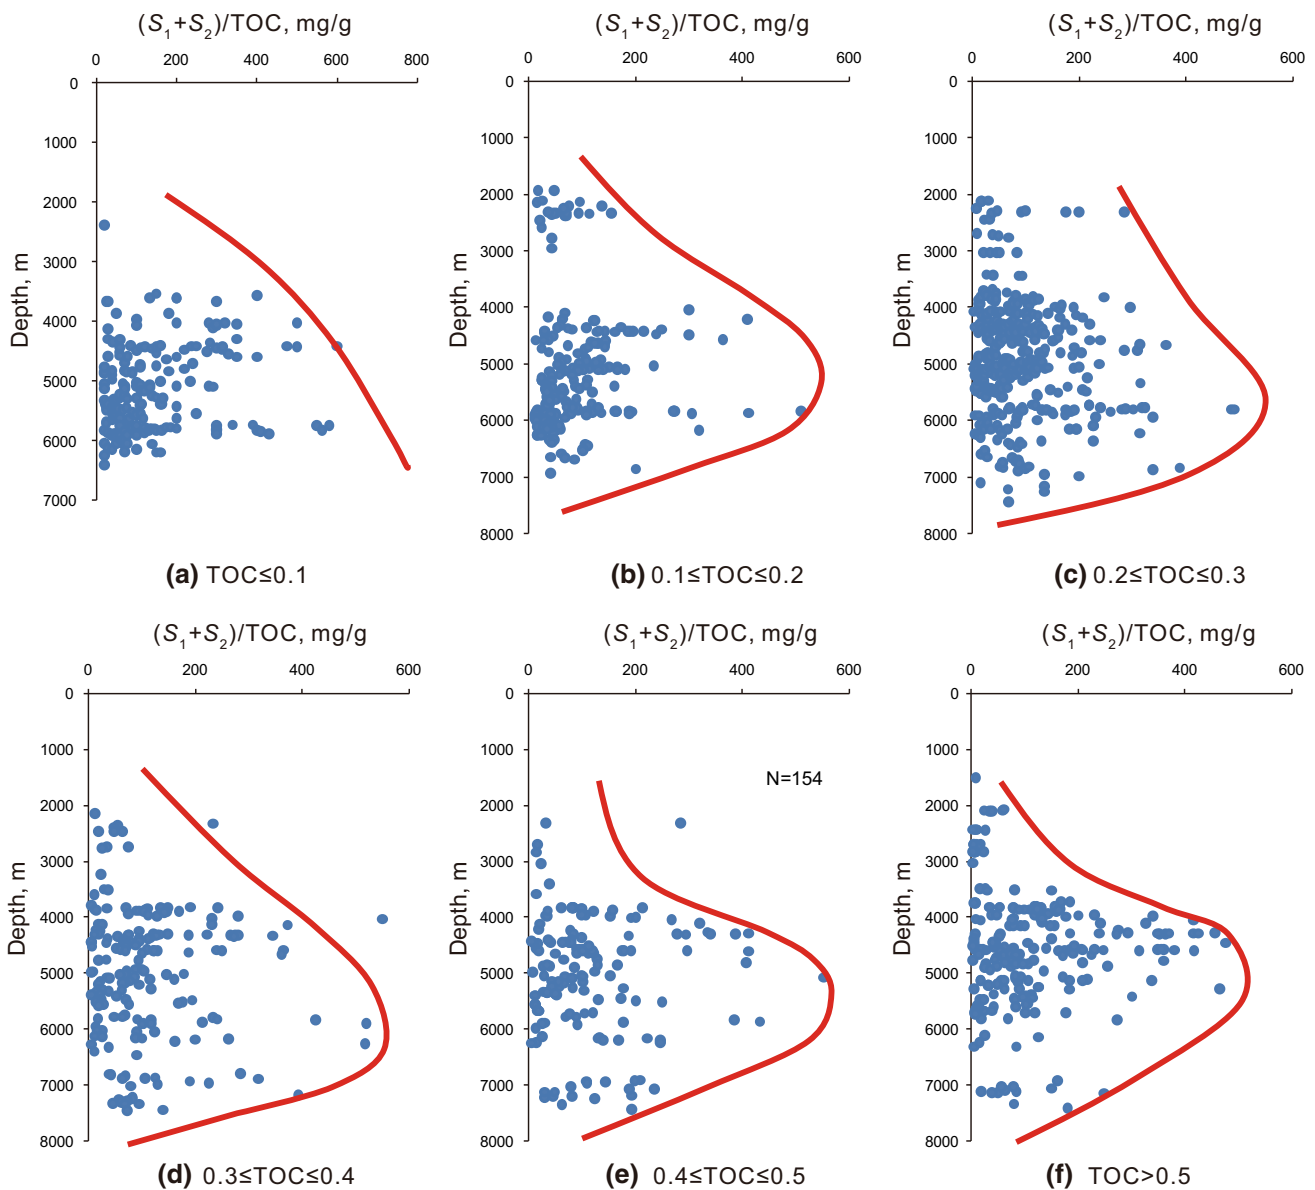 (S₁+S₂)/TOC, mg/g
0 200 400 600 800
0
1000
2000
3000
4000
5000
6000
7000
Depth, m
(a) TOC≤0.1
(S₁+S₂)/TOC, mg/g
0 200 400 600
0
1000
2000
3000
4000
5000
6000
7000
8000
Depth, m
(b) 0.1≤TOC≤0.2
(S₁+S₂)/TOC, mg/g
0 200 400 600
0
1000
2000
3000
4000
5000
6000
7000
8000
Depth, m
(c) 0.2≤TOC≤0.3
(S₁+S₂)/TOC, mg/g
0 200 400 600
0
1000
2000
3000
4000
5000
6000
7000
8000
Depth, m
(d) 0.3≤TOC≤0.4
(S₁+S₂)/TOC, mg/g
0 200 400 600
0
1000
2000
3000
4000
5000
6000
7000
8000
Depth, m
N=154
(e) 0.4≤TOC≤0.5
(S₁+S₂)/TOC, mg/g
0 200 400 600
0
1000
2000
3000
4000
5000
6000
7000
8000
Depth, m
(f) TOC>0.5